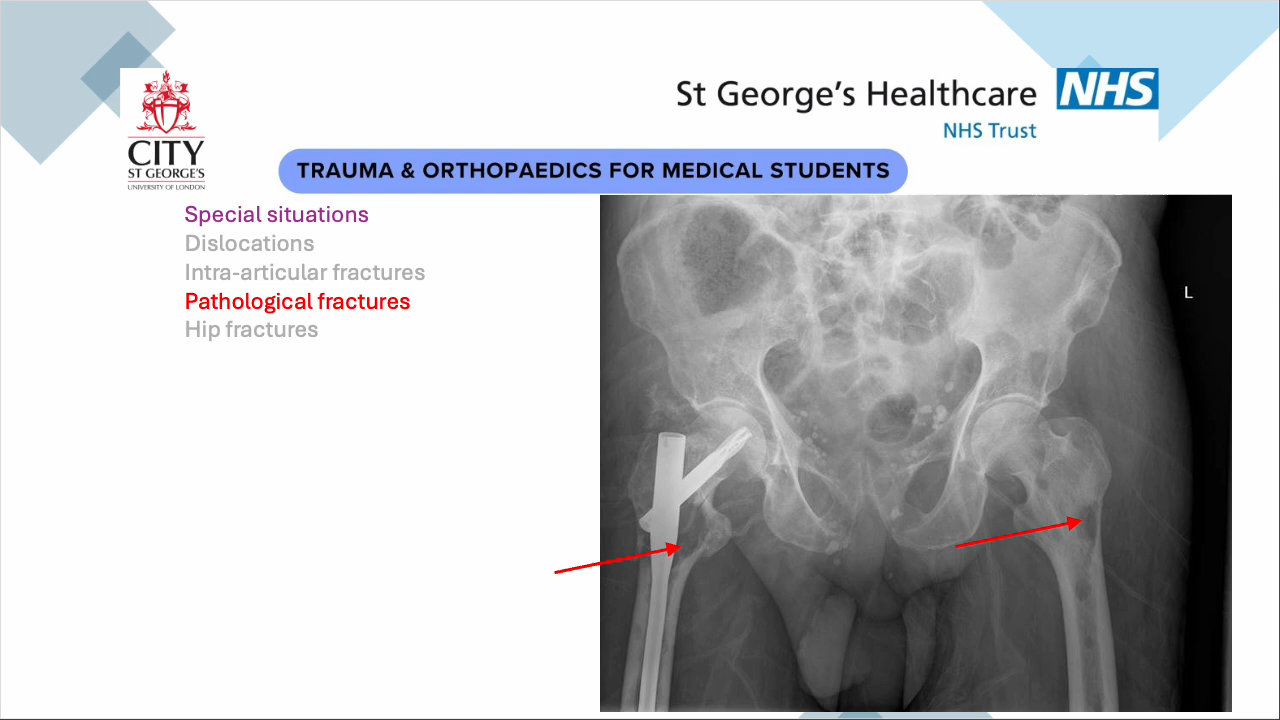 CITY
ST GEORGE'S
UNIVERSITY OF LONDON
St George's Healthcare NHS
NHS Trust
TRAUMA & ORTHOPAEDICS FOR MEDICAL STUDENTS
Special situations
Dislocations
Intra-articular fractures
Pathological fractures
Hip fractures
L